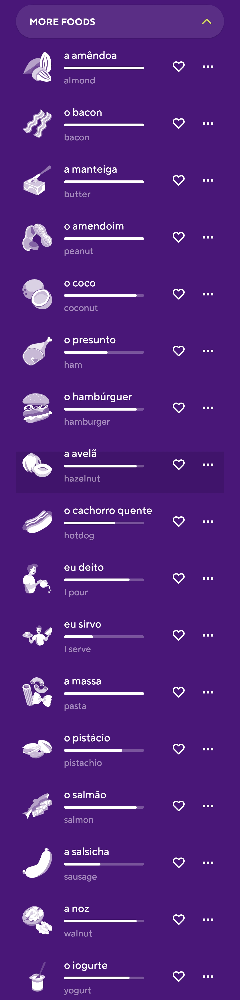 MORE FOODS
a amêndoa
almond
o bacon
bacon
a manteiga
butter
o amendoim
peanut
o coco
coconut
o presunto
ham
o hambúrguer
hamburger
a avelã
hazelnut
o cachorro quente
hotdog
eu deito
I pour
eu sirvo
I serve
a massa
pasta
o pistácio
pistachio
o salmão
salmon
a salsicha
sausage
a noz
walnut
o iogurte
yogurt